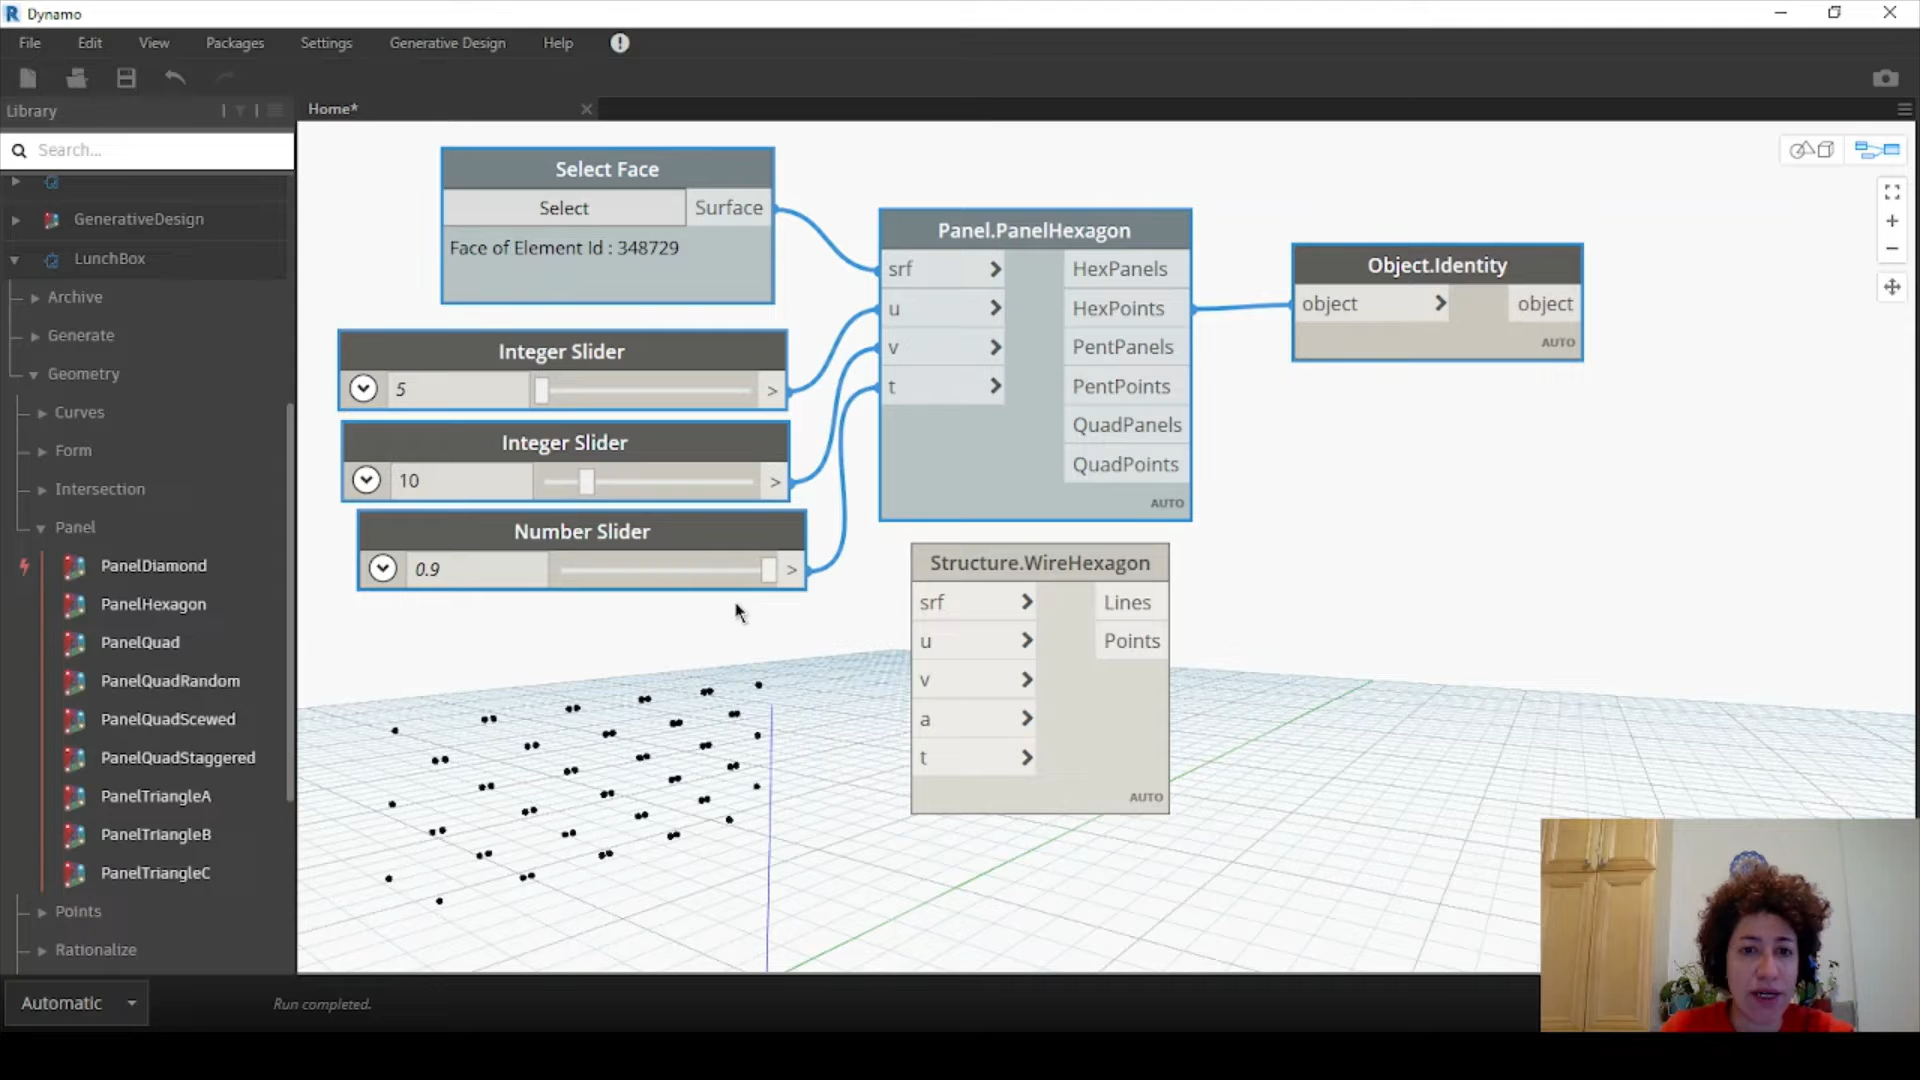 Dynamo
File Edit View Packages Settings Generative Design Help
Library
Home*
Search...
GenerativeDesign
LunchBox
Archive
Generate
Geometry
Curves
Form
Intersection
Panel
PanelDiamond
PanelHexagon
PanelQuad
PanelQuadRandom
PanelQuadScewed
PanelQuadStaggered
PanelTriangleA
PanelTriangleB
PanelTriangleC
Points
Rationalize
Select Face
Select Surface
Face of Element Id : 348729
Integer Slider
5 >
Integer Slider
10 >
Number Slider
0.9 >
Panel.PanelHexagon
srf HexPanels
u HexPoints
v PentPanels
t PentPoints
QuadPanels
QuadPoints
AUTO
Structure.WireHexagon
srf Lines
u Points
v
a
t
AUTO
Object.Identity
object object
AUTO
Automatic
Run completed.